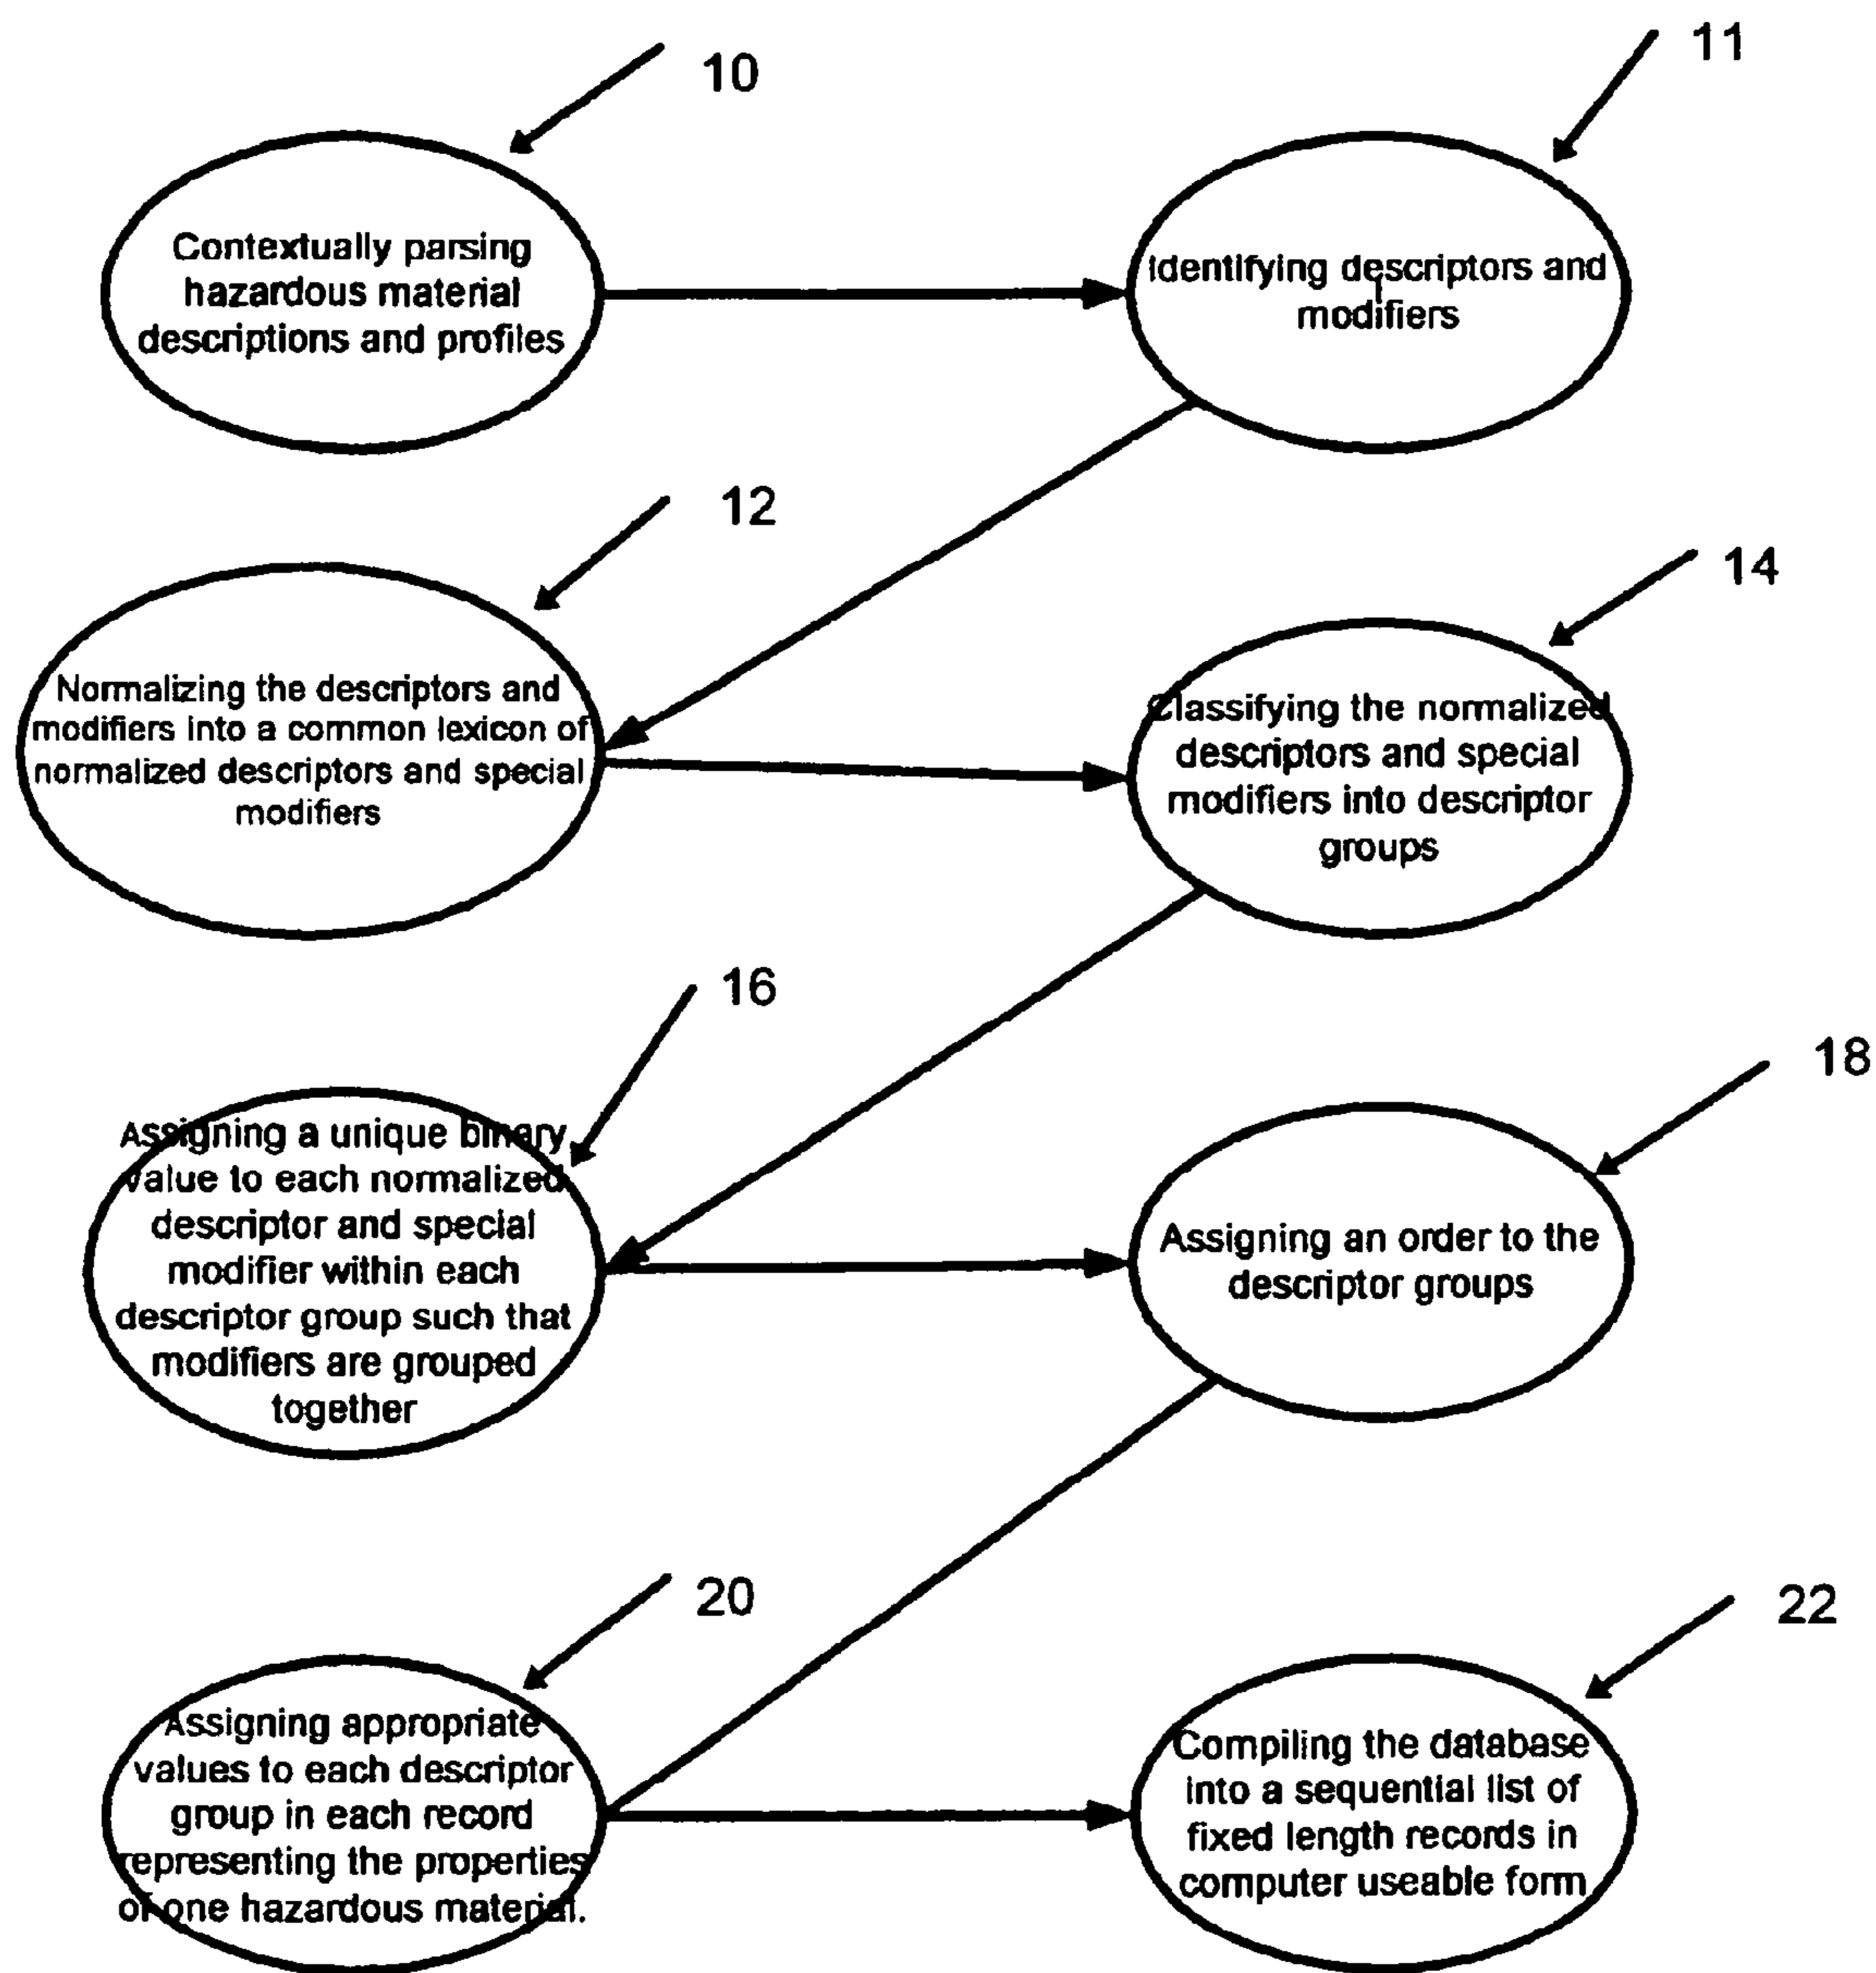 10
Contextually parsing
hazardous material
descriptions and profiles
11
Identifying descriptors and
modifiers
12
Normalizing the descriptors and
modifiers into a common lexicon of
normalized descriptors and special
modifiers
14
Classifying the normalized
descriptors and special
modifiers into descriptor
groups
16
Assigning a unique binary
value to each normalized
descriptor and special
modifier within each
descriptor group such that
modifiers are grouped
together
18
Assigning an order to the
descriptor groups
20
Assigning appropriate
values to each descriptor
group in each record
representing the properties
of one hazardous material.
22
Compiling the database
into a sequential list of
fixed length records in
computer useable form